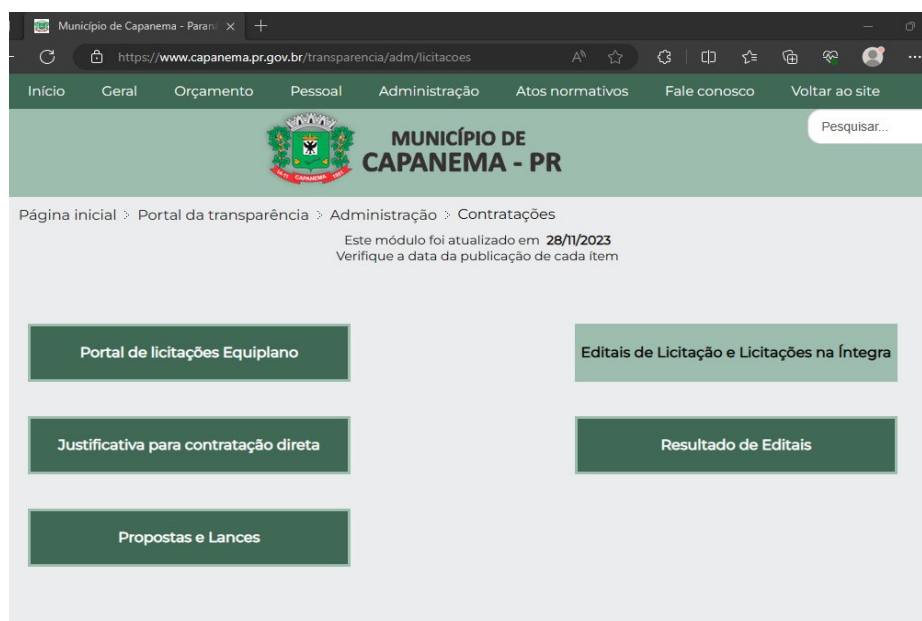 Município de Capanema - Paraná
https://www.capanema.pr.gov.br/transparencia/adm/licitacoes
Início Geral Orçamento Pessoal Administração Atos normativos Fale conosco Voltar ao site
Pesquisar...
MUNICÍPIO DE
CAPANEMA - PR
CAPANEMA
Página inicial > Portal da transparência > Administração > Contratações
Este módulo foi atualizado em 28/11/2023
Verifique a data da publicação de cada ítem
Portal de licitações Equiplano
Editais de Licitação e Licitações na Íntegra
Justificativa para contratação direta
Resultado de Editais
Propostas e Lances